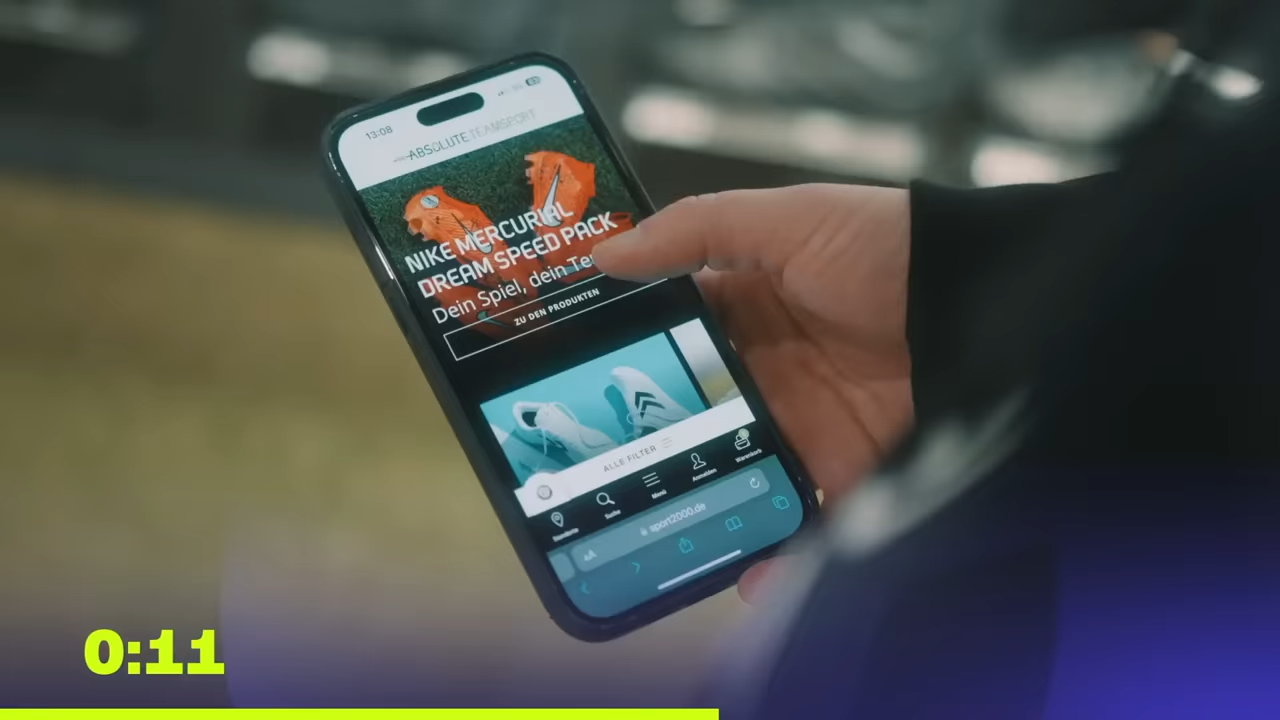 13:08
ABSOLUTE TEAMSPORT
NIKE MERCURIAL
DREAM SPEED PACK
Dein Spiel, dein
ZU DEN PRODUKTEN
ALLE FILTER
Standorte
Suche
Menü
Anmelden
Warenkorb
AA
sport2000.de
0:11